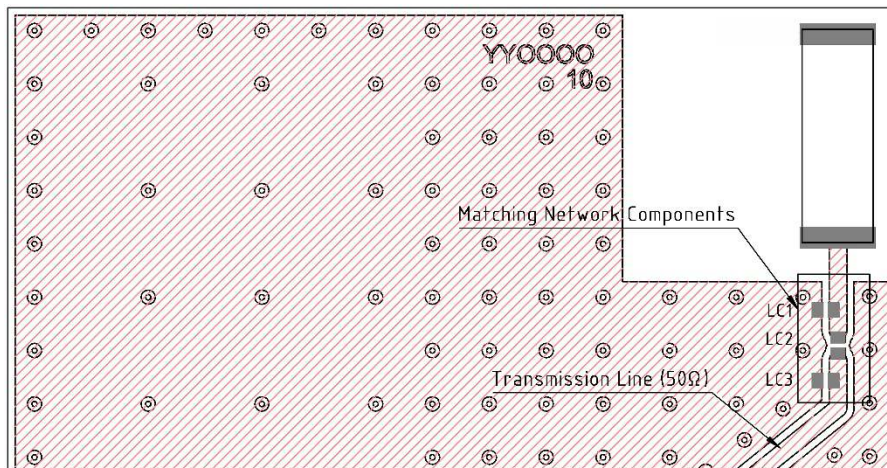 YYOOOO
10
Matching Network Components
LC1
LC2
Transmission Line (50Ω)
LC3